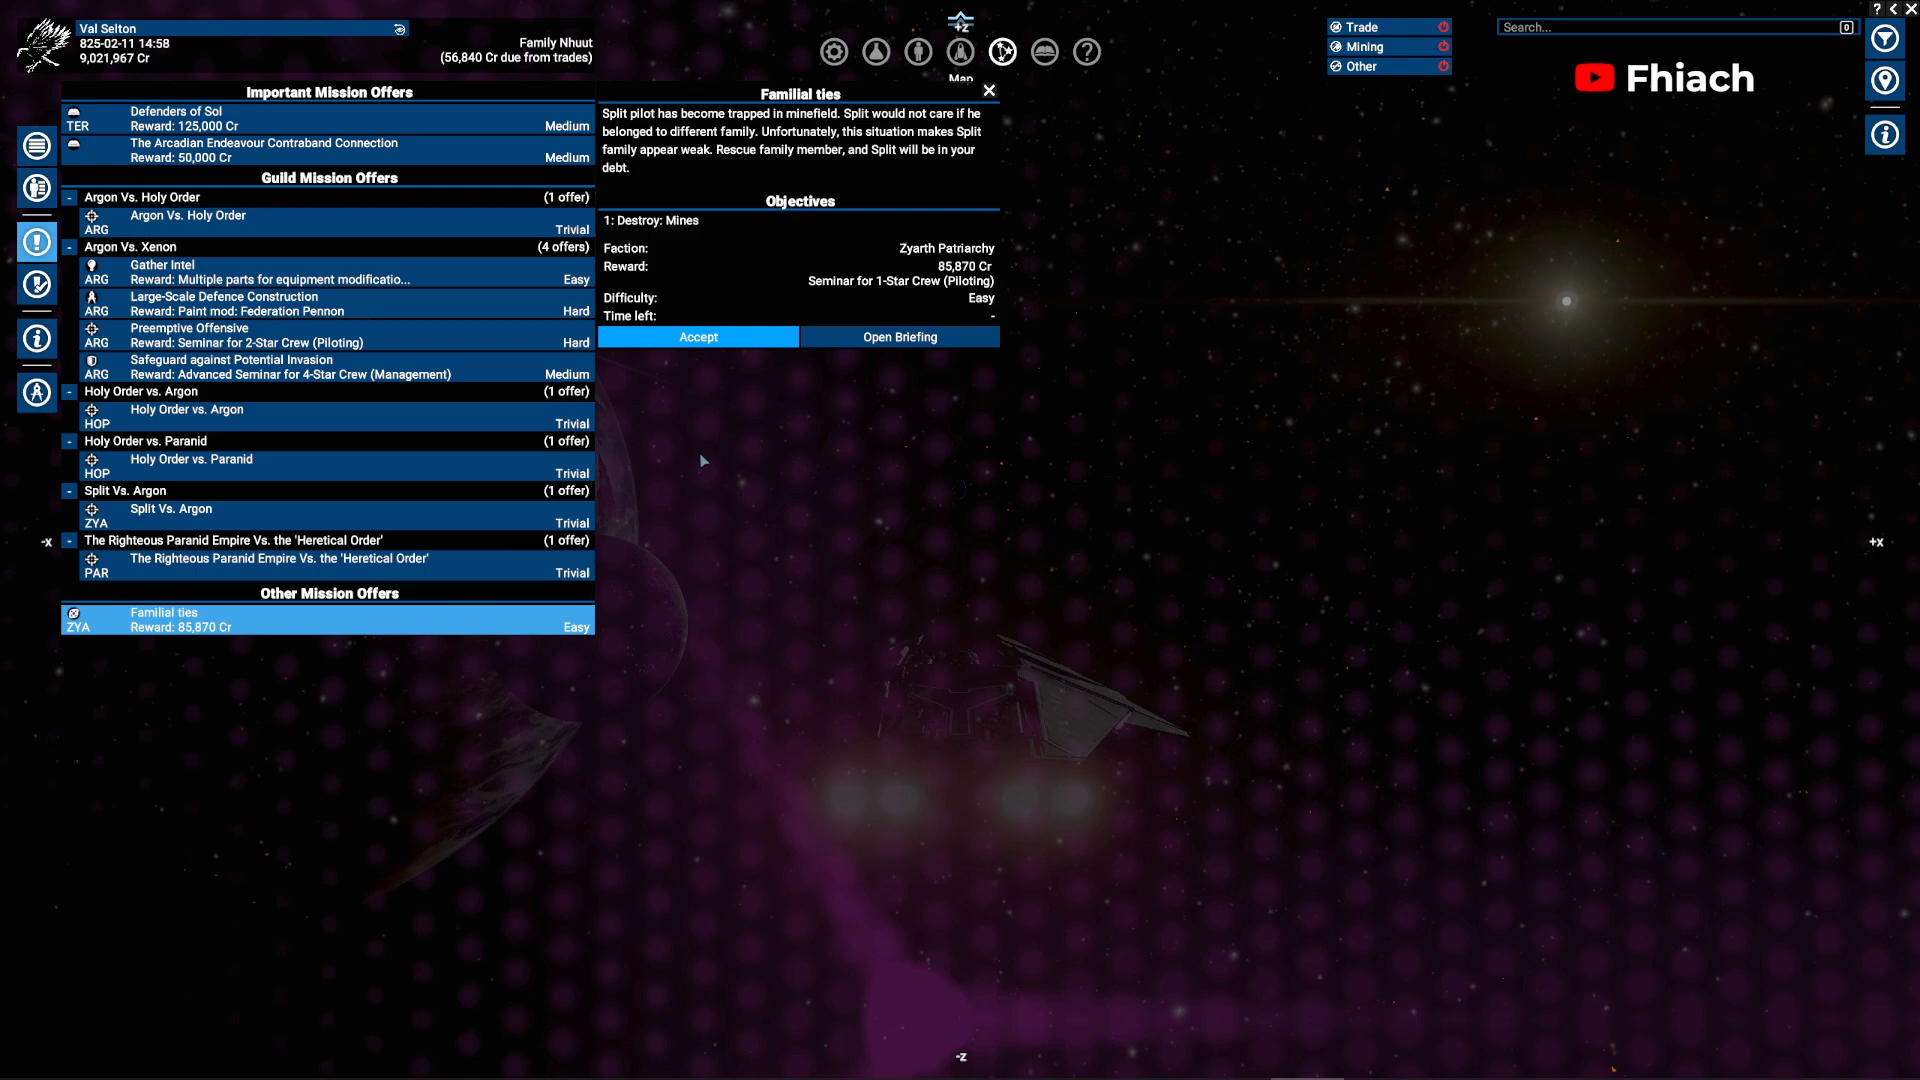 Val Selton
825-02-11 14:58
9,021,967 Cr
Family Nhuut
(56,840 Cr due from trades)
+z
Map
Trade
Mining
Other
Search...
0
?
Fhiach
Important Mission Offers
Defenders of Sol
TER Reward: 125,000 Cr Medium
The Arcadian Endeavour Contraband Connection
Reward: 50,000 Cr Medium
Guild Mission Offers
- Argon Vs. Holy Order (1 offer)
Argon Vs. Holy Order
ARG Trivial
- Argon Vs. Xenon (4 offers)
Gather Intel
ARG Reward: Multiple parts for equipment modificatio... Easy
Large-Scale Defence Construction
ARG Reward: Paint mod: Federation Pennon Hard
Preemptive Offensive
ARG Reward: Seminar for 2-Star Crew (Piloting) Hard
Safeguard against Potential Invasion
ARG Reward: Advanced Seminar for 4-Star Crew (Management) Medium
- Holy Order vs. Argon (1 offer)
Holy Order vs. Argon
HOP Trivial
- Holy Order vs. Paranid (1 offer)
Holy Order vs. Paranid
HOP Trivial
- Split Vs. Argon (1 offer)
Split Vs. Argon
ZYA Trivial
- The Righteous Paranid Empire Vs. the 'Heretical Order' (1 offer)
The Righteous Paranid Empire Vs. the 'Heretical Order'
PAR Trivial
Other Mission Offers
Familial ties
ZYA Reward: 85,870 Cr Easy
Familial ties
Split pilot has become trapped in minefield. Split would not care if he
belonged to different family. Unfortunately, this situation makes Split
family appear weak. Rescue family member, and Split will be in your
debt.
Objectives
1: Destroy: Mines
Faction: Zyarth Patriarchy
Reward: 85,870 Cr
Seminar for 1-Star Crew (Piloting)
Difficulty: Easy
Time left: -
Accept
Open Briefing
-x
+x
-z